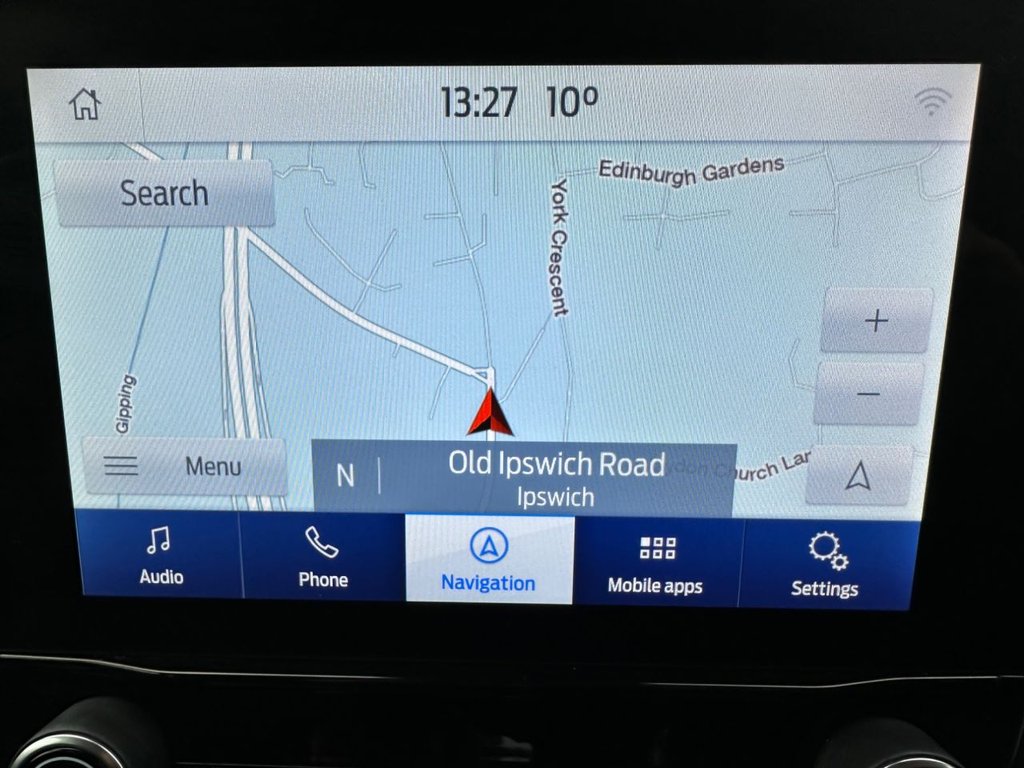 13:27 10º
Search
Edinburgh Gardens
York Crescent
+
−
Gipping
Menu
N
Old Ipswich Road
Ipswich
Church
Audio
Phone
Navigation
Mobile apps
Settings